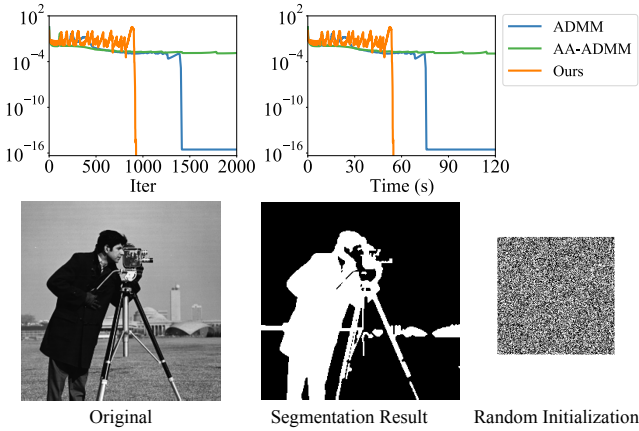 10^2
10^-4
10^-10
10^-16
0 500 1000 1500 2000
Iter
10^2
10^-4
10^-10
10^-16
0 30 60 90 120
Time (s)
ADMM
AA-ADMM
Ours
Original
Segmentation Result
Random Initialization